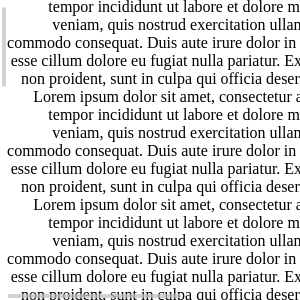 tempor incididunt ut labore et dolore m
veniam, quis nostrud exercitation ullam
commodo consequat. Duis aute irure dolor in
esse cillum dolore eu fugiat nulla pariatur. Ex
non proident, sunt in culpa qui officia deser
Lorem ipsum dolor sit amet, consectetur a
tempor incididunt ut labore et dolore m
veniam, quis nostrud exercitation ullam
commodo consequat. Duis aute irure dolor in
esse cillum dolore eu fugiat nulla pariatur. Ex
non proident, sunt in culpa qui officia deser
Lorem ipsum dolor sit amet, consectetur a
tempor incididunt ut labore et dolore m
veniam, quis nostrud exercitation ullam
commodo consequat. Duis aute irure dolor in
esse cillum dolore eu fugiat nulla pariatur. Ex
non proident, sunt in culpa qui officia deser